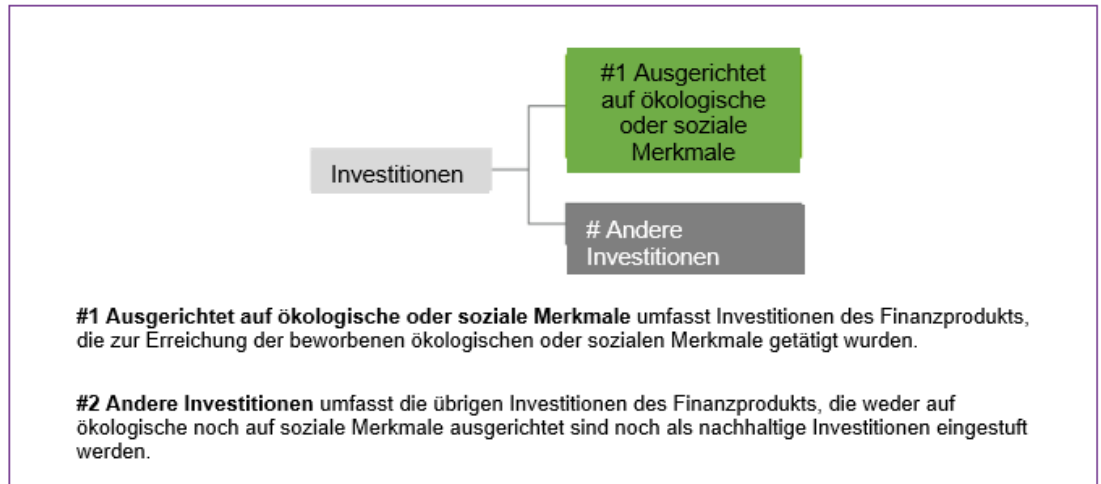 #1 Ausgerichtet
auf ökologische
oder soziale
Merkmale
Investitionen
# Andere
Investitionen
#1 Ausgerichtet auf ökologische oder soziale Merkmale umfasst Investitionen des Finanzprodukts,
die zur Erreichung der beworbenen ökologischen oder sozialen Merkmale getätigt wurden.
#2 Andere Investitionen umfasst die übrigen Investitionen des Finanzprodukts, die weder auf
ökologische noch auf soziale Merkmale ausgerichtet sind noch als nachhaltige Investitionen eingestuft
werden.